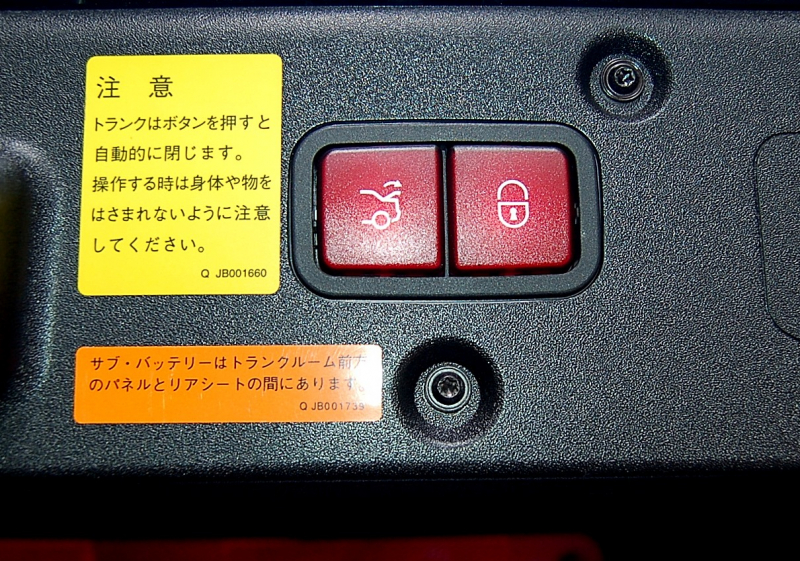 注 意
トランクはボタンを押すと
自動的に閉じます。
操作する時は身体や物を
はさまれないように注意
してください。
Q JB001660
サブ・バッテリーはトランクルーム前方
のパネルとリアシートの間にあります。
Q JB001739